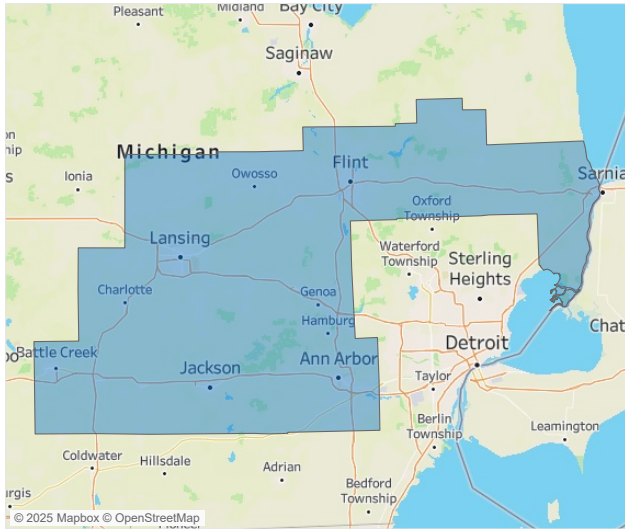 Pleasant
Midland
Bay City
Saginaw
Michigan
Ionia
Owosso
Flint
Sarnia
Oxford
Township
Lansing
Waterford
Township
Sterling
Heights
Charlotte
Genoa
Hamburg
Chat
Battle Creek
Jackson
Ann Arbor
Detroit
Taylor
Berlin
Township
Leamington
Coldwater
Hillsdale
Adrian
Bedford
Township
© 2025 Mapbox © OpenStreetMap